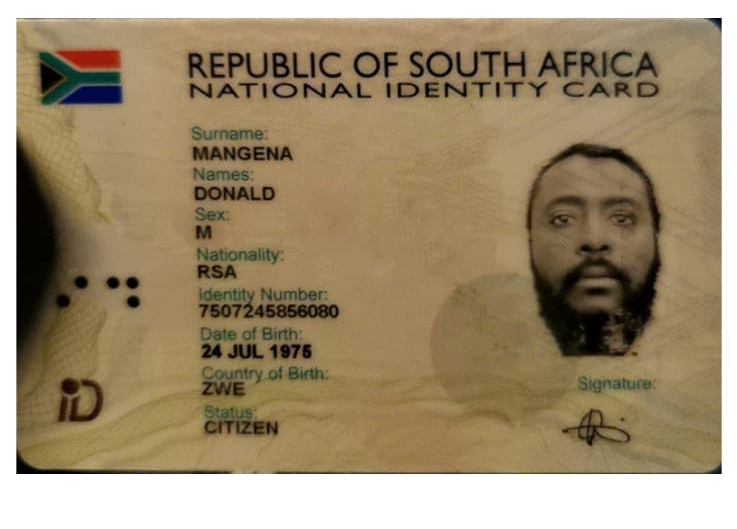 REPUBLIC OF SOUTH AFRICA
NATIONAL IDENTITY CARD
Surname:
MANGENA
Names:
DONALD
Sex:
M
Nationality:
RSA
Identity Number:
7507245856080
Date of Birth:
24 JUL 1975
Country of Birth:
ZWE
Status:
CITIZEN
Signature:
iD